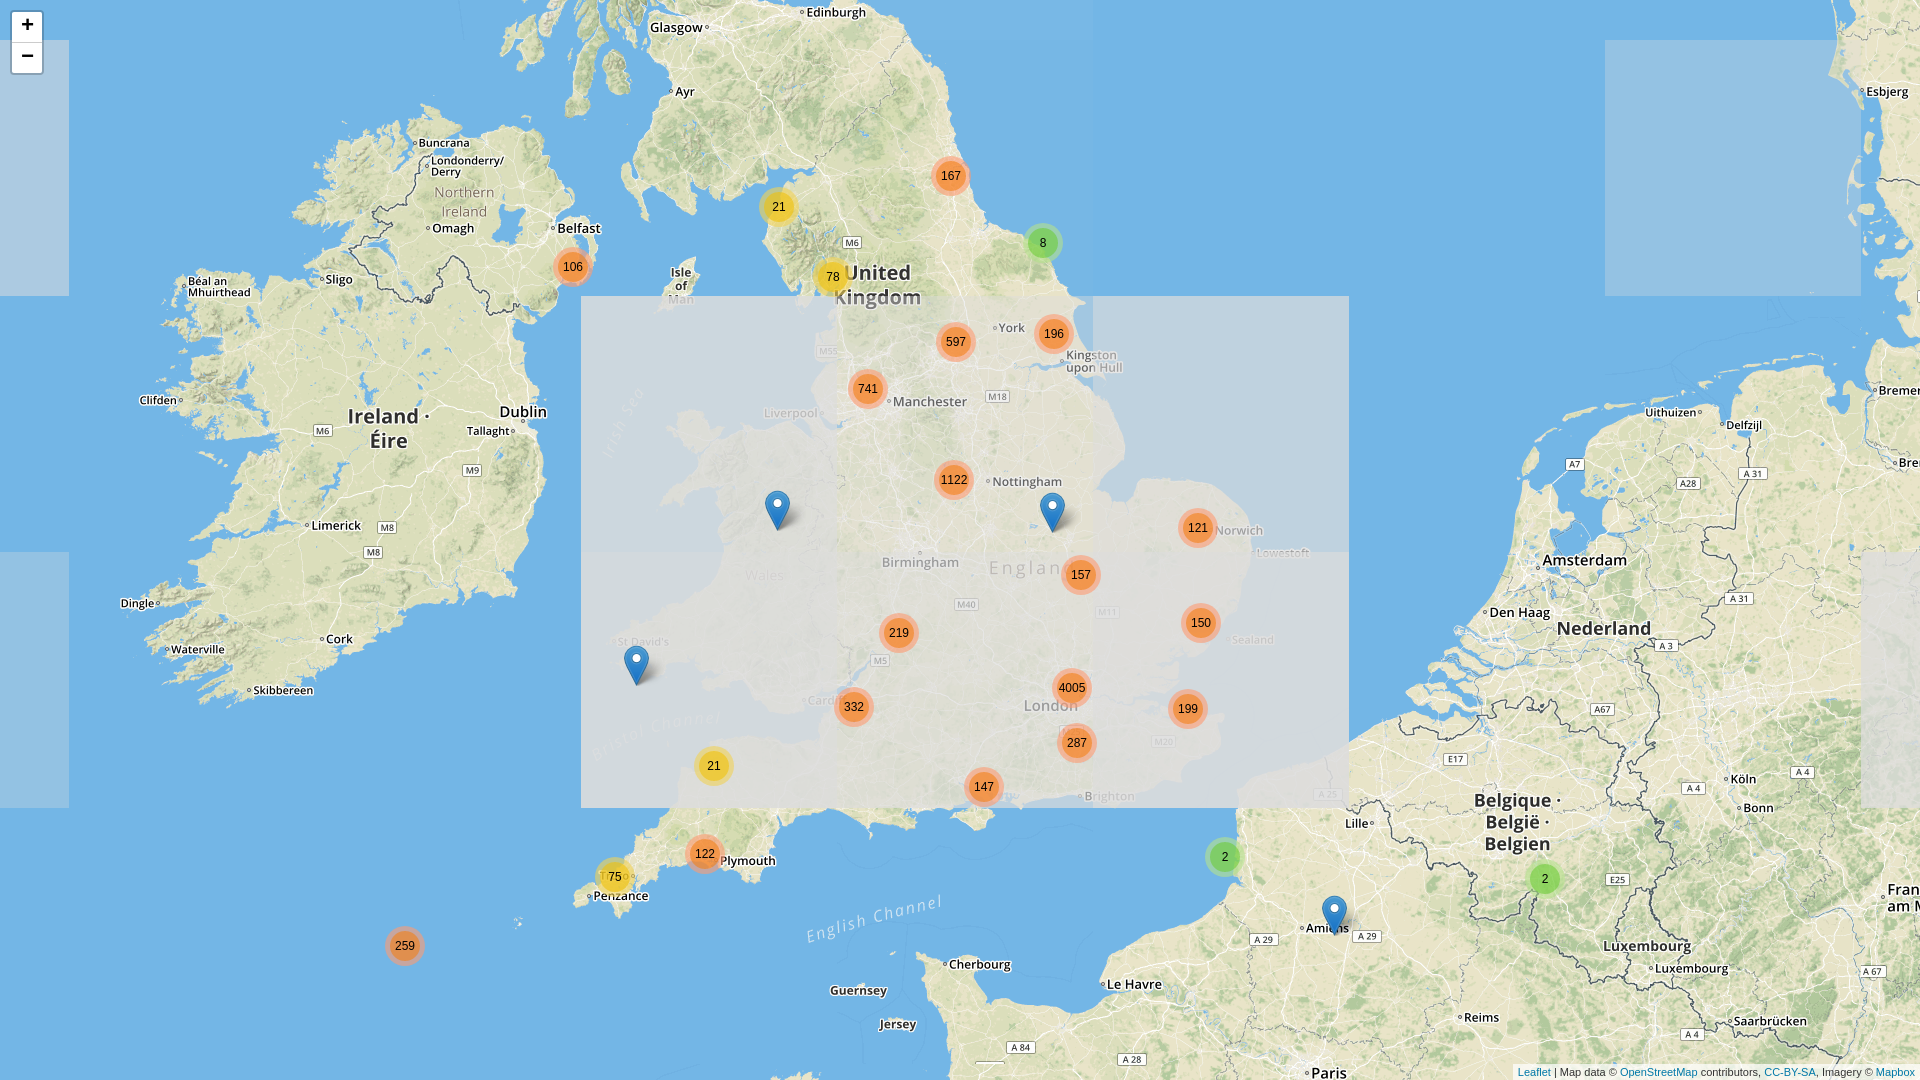 +
−
Edinburgh
Glasgow
Ayr
Esbjerg
Buncrana
Londonderry/
Derry
167
Northern
Ireland
21
Omagh
Belfast
M6
8
106
78
United
Kingdom
Isle
of
Man
Sligo
Béal an
Mhuirthead
York
196
597
M55
Kingston
upon Hull
741
M18
Manchester
Clifden
Liverpool
Dublin
Ireland ·
Éire
M6
Tallaght
Irish Sea
Uithuizen
Delfzijl
Bremer
A7
A 31
Bre
M9
1122
Nottingham
A28
Limerick
M8
121
Norwich
M8
Lowestoft
Birmingham
England
Amsterdam
157
Wales
M40
M11
A 31
Dingle
Den Haag
150
219
Nederland
Cork
St David's
Sealand
A 3
Waterville
M5
Skibbereen
4005
Cardi
332
London
199
A67
Bristol Channel
287
M20
E17
21
A 4
Köln
147
Brighton
A 25
A 4
Bonn
Belgique ·
België ·
Belgien
Lille
122
Plymouth
2
75
2
E25
Penzance
Fran
am M
English Channel
Amiens
A 29
A 29
259
Luxembourg
Cherbourg
Luxembourg
A 67
Le Havre
Guernsey
Reims
Jersey
Saarbrücken
A 4
A 84
A 28
Paris
Leaflet | Map data © OpenStreetMap contributors, CC-BY-SA, Imagery © Mapbox